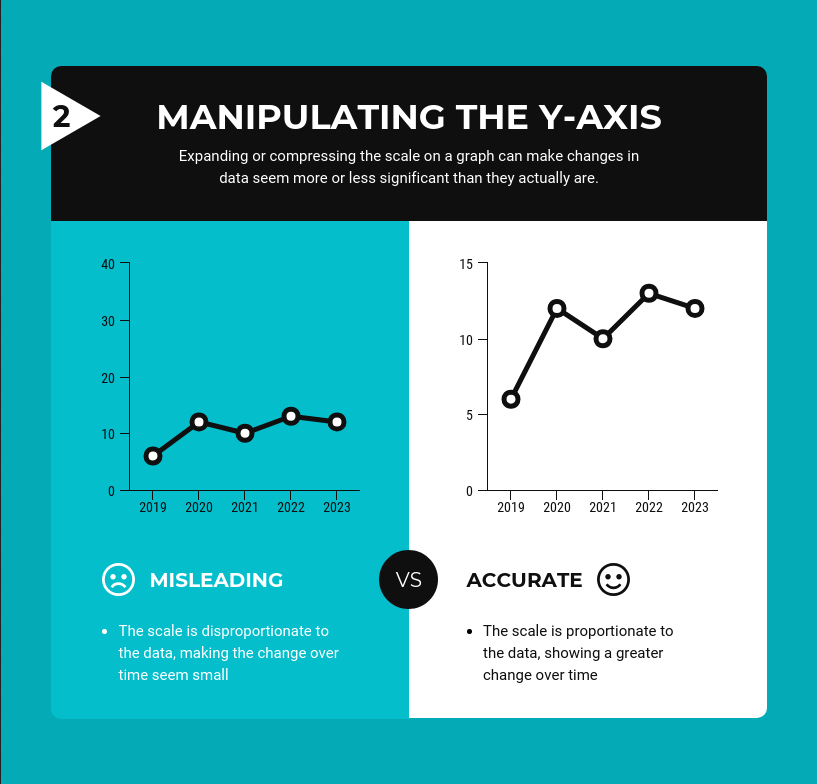 2
MANIPULATING THE Y-AXIS
Expanding or compressing the scale on a graph can make changes in
data seem more or less significant than they actually are.
40
30
20
10
0
2019 2020 2021 2022 2023
15
10
5
0
2019 2020 2021 2022 2023
MISLEADING
VS
ACCURATE
• The scale is disproportionate to
the data, making the change over
time seem small
• The scale is proportionate to
the data, showing a greater
change over time